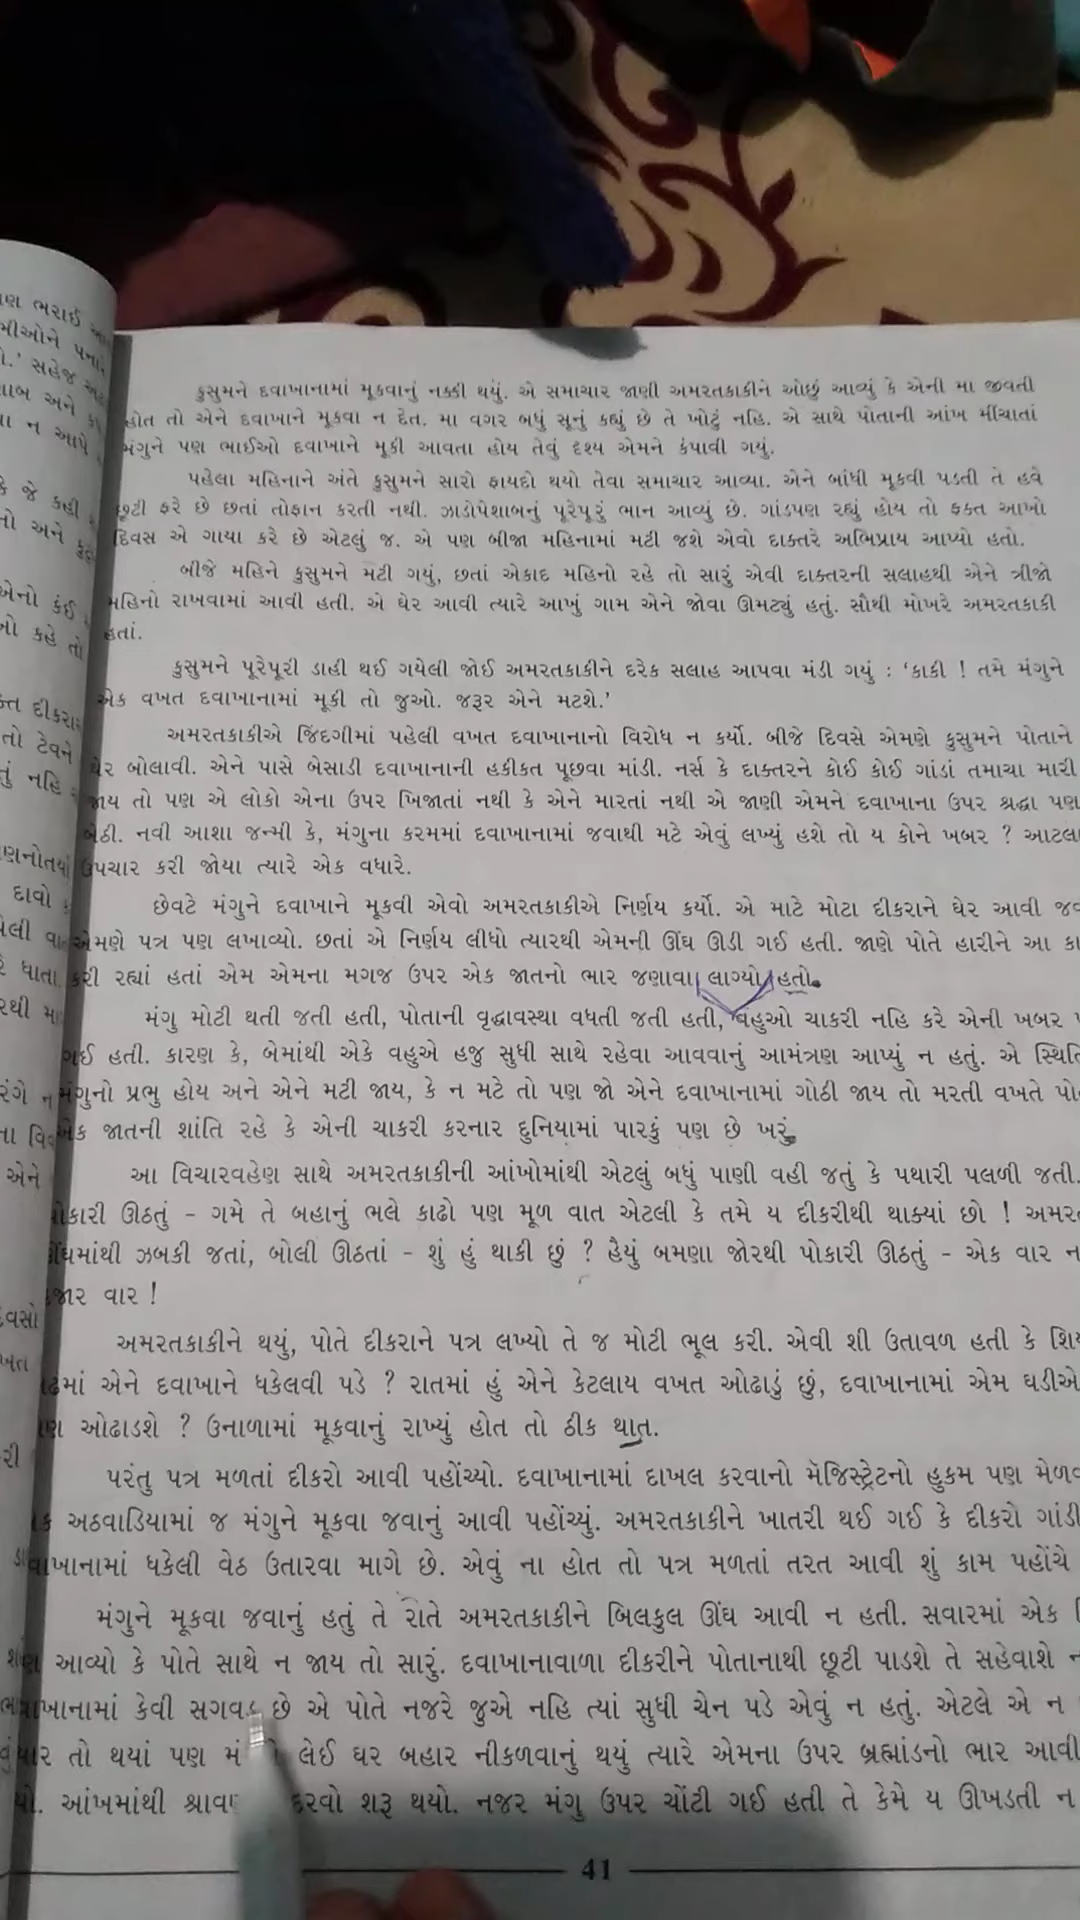 કુસુમને દવાખાનામાં મૂકવાનું નક્કી થયું. એ સમાચાર જાણી અમરતકાકીને ઓછું આવ્યું કે એની મા જીવતી
હોત તો એને દવાખાને મૂકવા ન દેત. મા વગર બધું સૂનું કહ્યું છે તે ખોટું નહિ. એ સાથે પોતાની આંખ મીંચાતાં
મંગુને પણ ભાઈઓ દવાખાને મૂકી આવતા હોય તેવું દૃશ્ય એમને કંપાવી ગયું.
પહેલા મહિનાને અંતે કુસુમને સારો ફાયદો થયો તેવા સમાચાર આવ્યા. એને બાંધી મૂકવી પડતી તે હવે
છૂટી ફરે છે છતાં તોફાન કરતી નથી. ઝાડોપેશાબનું પૂરેપૂરું ભાન આવ્યું છે. ગાંડપણ રહ્યું હોય તો ફક્ત આખો
દિવસ એ ગાયા કરે છે એટલું જ. એ પણ બીજા મહિનામાં મટી જશે એવો દાક્તરે અભિપ્રાય આપ્યો હતો.
બીજે મહિને કુસુમને મટી ગયું, છતાં એકાદ મહિનો રહે તો સારું એવી દાક્તરની સલાહથી એને ત્રીજો
મહિનો રાખવામાં આવી હતી. એ ઘેર આવી ત્યારે આખું ગામ એને જોવા ઊમટ્યું હતું. સૌથી મોખરે અમરતકાકી
હતાં.
કુસુમને પૂરેપૂરી ડાહી થઈ ગયેલી જોઈ અમરતકાકીને દરેક સલાહ આપવા મંડી ગયું : ‘કાકી ! તમે મંગુને
એક વખત દવાખાનામાં મૂકી તો જુઓ. જરૂર એને મટશે.’
અમરતકાકીએ જિંદગીમાં પહેલી વખત દવાખાનાનો વિરોધ ન કર્યો. બીજે દિવસે એમણે કુસુમને પોતાને
ઘેર બોલાવી. એને પાસે બેસાડી દવાખાનાની હકીકત પૂછવા માંડી. નર્સ કે દાક્તરને કોઈ કોઈ ગાંડાં તમાચા મારી
જાય તો પણ એ લોકો એના ઉપર ખિજાતાં નથી કે એને મારતાં નથી એ જાણી એમને દવાખાના ઉપર શ્રદ્ધા પણ
બેઠી. નવી આશા જન્મી કે, મંગુના કરમમાં દવાખાનામાં જવાથી મટે એવું લખ્યું હશે તો ય કોને ખબર ? આટલા
ઉપચાર કરી જોયા ત્યારે એક વધારે.
છેવટે મંગુને દવાખાને મૂકવી એવો અમરતકાકીએ નિર્ણય કર્યો. એ માટે મોટા દીકરાને ઘેર આવી
એમણે પત્ર પણ લખાવ્યો. છતાં એ નિર્ણય લીધો ત્યારથી એમની ઊંઘ ઊડી ગઈ હતી. જાણે પોતે હારીને આ
કરી રહ્યાં હતાં એમ એમના મગજ ઉપર એક જાતનો ભાર જણાવા લાગ્યો હતો.
મંગુ મોટી થતી જતી હતી, પોતાની વૃદ્ધાવસ્થા વધતી જતી હતી, વહુઓ ચાકરી નહિ કરે એની ખબર
ગઈ હતી. કારણ કે, બેમાંથી એકે વહુએ હજુ સુધી સાથે રહેવા આવવાનું આમંત્રણ આપ્યું ન હતું. એ
મંગુનો પ્રભુ હોય અને એને મટી જાય, કે ન મટે તો પણ જો એને દવાખાનામાં ગોઠી જાય તો મરતી વખતે
એક જાતની શાંતિ રહે કે એની ચાકરી કરનાર દુનિયામાં પારકું પણ છે ખરું.
આ વિચારવહેણ સાથે અમરતકાકીની આંખોમાંથી એટલું બધું પાણી વહી જતું કે પથારી પલળી જતી.
પોકારી ઊઠતું - ગમે તે બહાનું ભલે કાઢો પણ મૂળ વાત એટલી કે તમે ય દીકરીથી થાક્યાં છો !
ઊંઘમાંથી ઝબકી જતાં, બોલી ઊઠતાં - શું હું થાકી છું ? હૈયું બમણા જોરથી પોકારી ઊઠતું - એક વાર
હજાર વાર !
અમરતકાકીને થયું, પોતે દીકરાને પત્ર લખ્યો તે જ મોટી ભૂલ કરી. એવી શી ઉતાવળ હતી કે
એને દવાખાને ધકેલવી પડે ? રાતમાં હું એને કેટલાય વખત ઓઢાડું છું, દવાખાનામાં એમ ઘડીએ
ઓઢાડશે ? ઉનાળામાં મૂકવાનું રાખ્યું હોત તો ઠીક થાત.
પરંતુ પત્ર મળતાં દીકરો આવી પહોંચ્યો. દવાખાનામાં દાખલ કરવાનો મૅજિસ્ટ્રેટનો હુકમ પણ
અઠવાડિયામાં જ મંગુને મૂકવા જવાનું આવી પહોંચ્યું. અમરતકાકીને ખાતરી થઈ ગઈ કે દીકરો ગાંડી
દવાખાનામાં ધકેલી વેઠ ઉતારવા માગે છે. એવું ના હોત તો પત્ર મળતાં તરત આવી શું કામ પહોંચે
મંગુને મૂકવા જવાનું હતું તે રાતે અમરતકાકીને બિલકુલ ઊંઘ આવી ન હતી. સવારમાં એક
આવ્યો કે પોતે સાથે ન જાય તો સારું. દવાખાનાવાળા દીકરીને પોતાનાથી છૂટી પાડશે તે સહેવાશે
કેવી સગવડ છે એ પોતે નજરે જુએ નહિ ત્યાં સુધી ચેન પડે એવું ન હતું. એટલે એ ન
તો થયાં પણ લેઈ ઘર બહાર નીકળવાનું થયું ત્યારે એમના ઉપર બ્રહ્માંડનો ભાર આવી
આંખમાંથી શરૂ થયો. નજર મંગુ ઉપર ચોંટી ગઈ હતી તે કેમે ય ઊખડતી ન
41